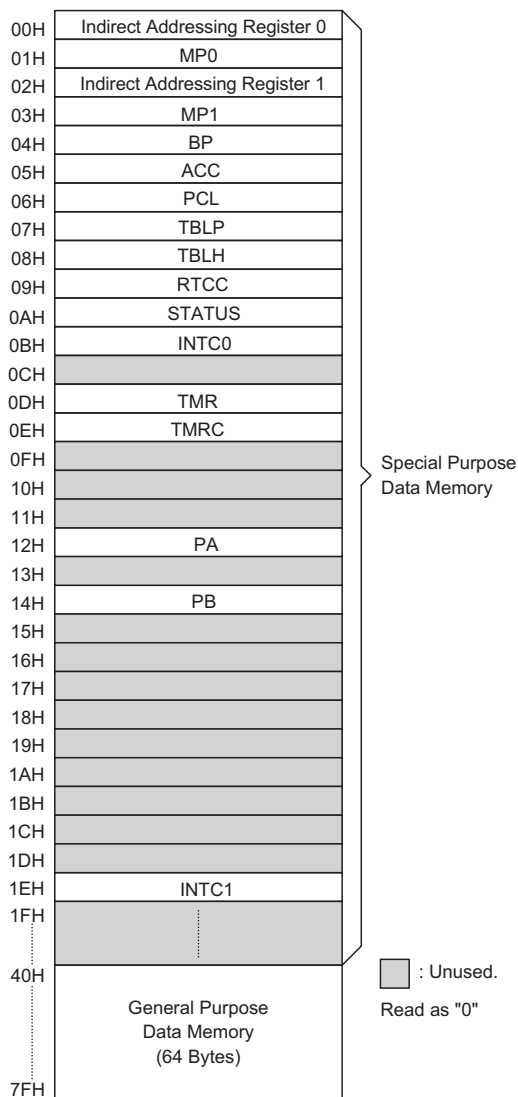 00H Indirect Addressing Register 0
01H MP0
02H Indirect Addressing Register 1
03H MP1
04H BP
05H ACC
06H PCL
07H TBLP
08H TBLH
09H RTCC
0AH STATUS
0BH INTC0
0CH
0DH TMR
0EH TMRC
0FH
10H
11H
12H PA
13H
14H PB
15H
16H
17H
18H
19H
1AH
1BH
1CH
1DH
1EH INTC1
1FH
40H
7FH
General Purpose
Data Memory
(64 Bytes)
Special Purpose
Data Memory
: Unused.
Read as "0"